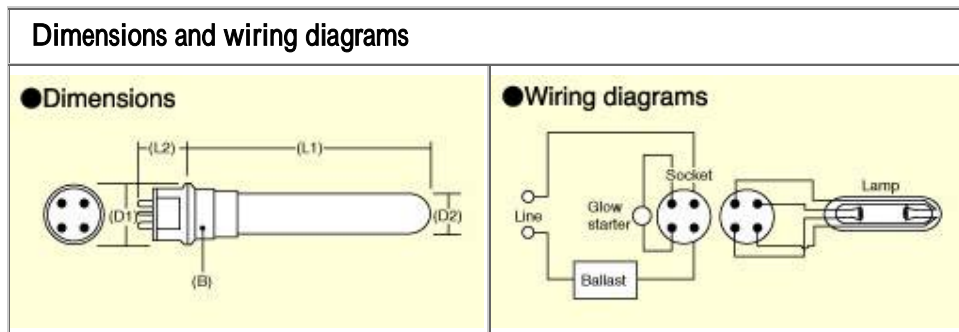 Dimensions and wiring diagrams
●Dimensions
(L2)
(L1)
(D1)
(D2)
(B)
●Wiring diagrams
Socket
Lamp
Line
Glow
starter
Ballast